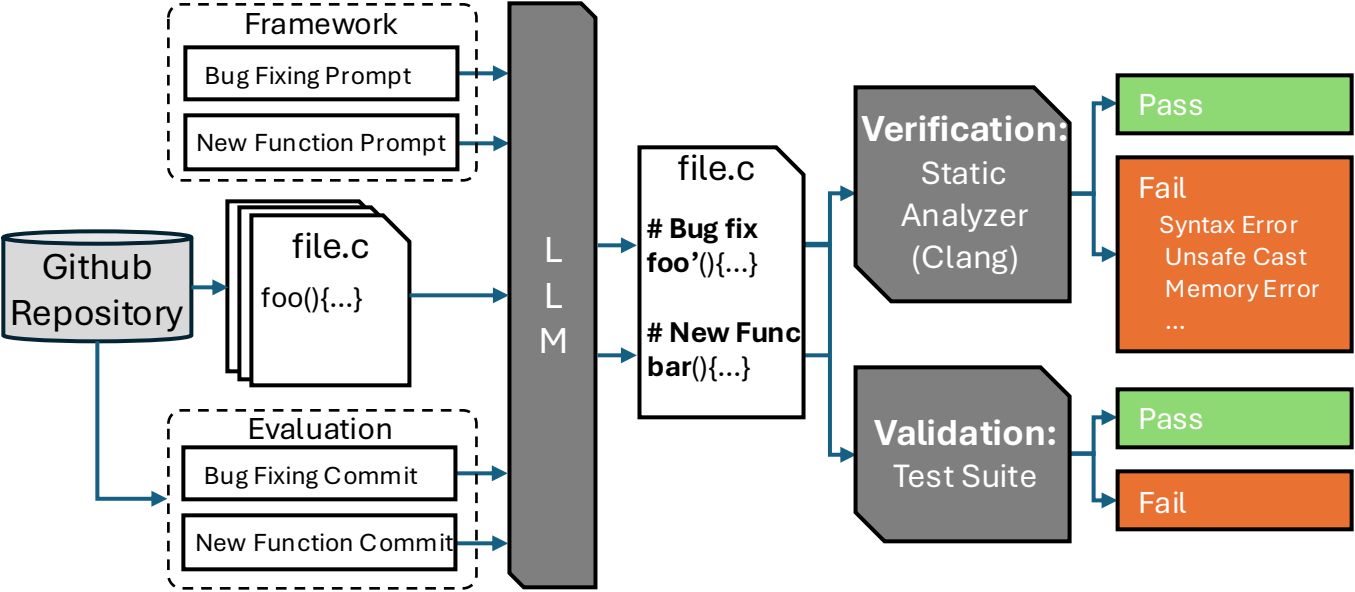 Framework
Bug Fixing Prompt
New Function Prompt
Github
Repository
file.c
foo(){...}
Evaluation
Bug Fixing Commit
New Function Commit
L
L
M
file.c
# Bug fix
foo’(){...}
# New Func
bar(){...}
Verification:
Static
Analyzer
(Clang)
Pass
Fail
Syntax Error
Unsafe Cast
Memory Error
...
Validation:
Test Suite
Pass
Fail